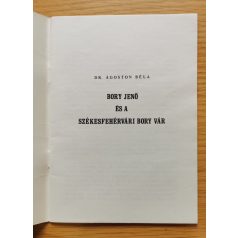 DR. ÁGOSTON BÉLA
BORY JENŐ
ÉS A
SZÉKESFEHÉRVÁRI BORY VÁR